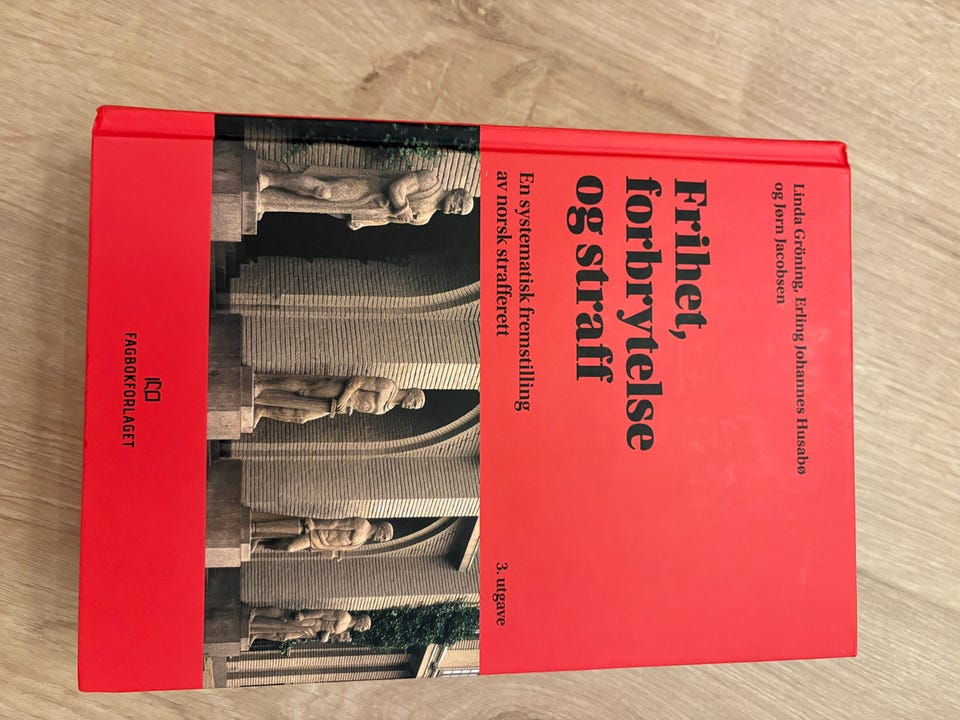 Linda Gröning, Erling Johannes Husabø
og Jørn Jacobsen
Frihet,
forbrytelse
og straff
En systematisk fremstilling
av norsk strafferett
3. utgave
FAGBOKFORLAGET